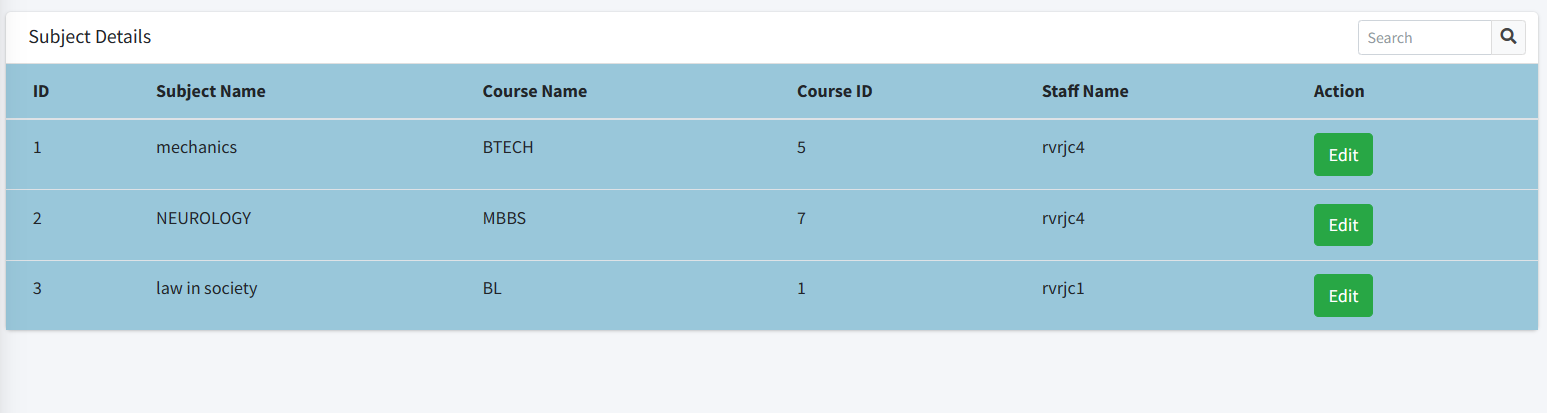 Subject Details Search
ID Subject Name Course Name Course ID Staff Name Action
1 mechanics BTECH 5 rvrjc4 Edit
2 NEUROLOGY MBBS 7 rvrjc4 Edit
3 law in society BL 1 rvrjc1 Edit